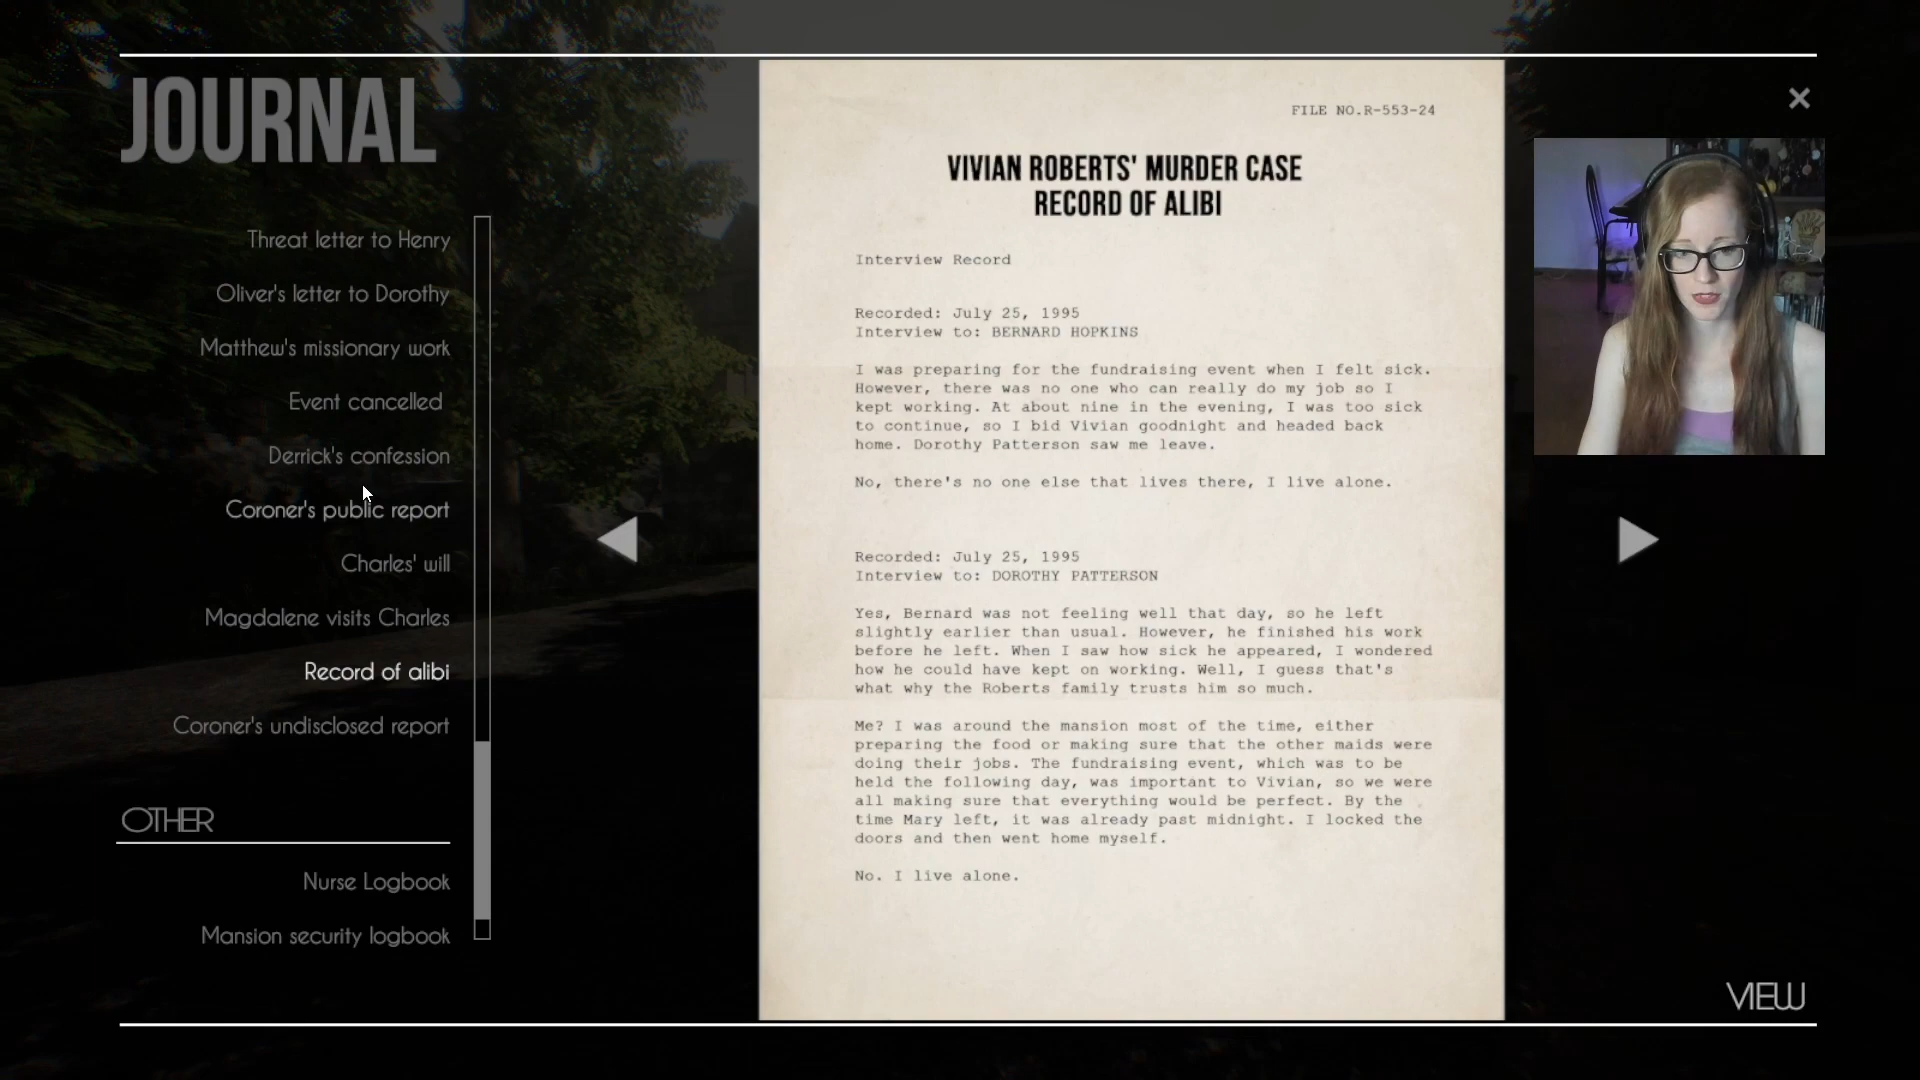 JOURNAL
Threat letter to Henry
Oliver's letter to Dorothy
Matthew's missionary work
Event cancelled
Derrick's confession
Coroner's public report
Charles' will
Magdalene visits Charles
Record of alibi
Coroner's undisclosed report
OTHER
Nurse Logbook
Mansion security logbook
FILE NO.R-553-24
VIVIAN ROBERTS' MURDER CASE
RECORD OF ALIBI
Interview Record
Recorded: July 25, 1995
Interview to: BERNARD HOPKINS
I was preparing for the fundraising event when I felt sick.
However, there was no one who can really do my job so I
kept working. At about nine in the evening, I was too sick
to continue, so I bid Vivian goodnight and headed back
home. Dorothy Patterson saw me leave.
No, there's no one else that lives there, I live alone.
Recorded: July 25, 1995
Interview to: DOROTHY PATTERSON
Yes, Bernard was not feeling well that day, so he left
slightly earlier than usual. However, he finished his work
before he left. When I saw how sick he appeared, I wondered
how he could have kept on working. Well, I guess that's
what why the Roberts family trusts him so much.
Me? I was around the mansion most of the time, either
preparing the food or making sure that the other maids were
doing their jobs. The fundraising event, which was to be
held the following day, was important to Vivian, so we were
all making sure that everything would be perfect. By the
time Mary left, it was already past midnight. I locked the
doors and then went home myself.
No. I live alone.
VIEW